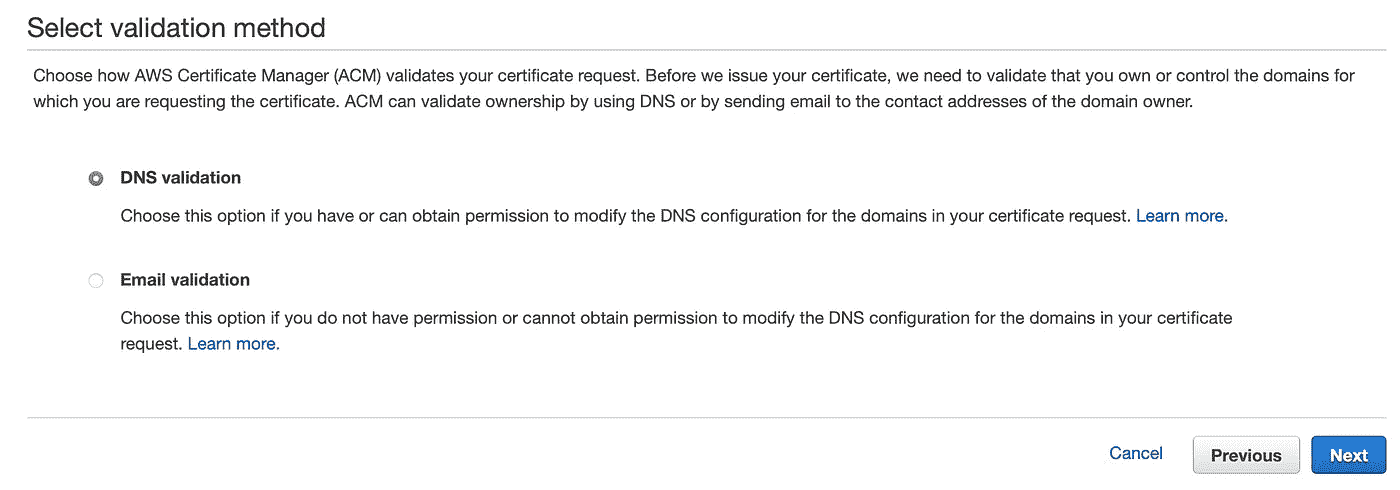 Select validation method
Choose how AWS Certificate Manager (ACM) validates your certificate request. Before we issue your certificate, we need to validate that you own or control the domains for
which you are requesting the certificate. ACM can validate ownership by using DNS or by sending email to the contact addresses of the domain owner.
DNS validation
Choose this option if you have or can obtain permission to modify the DNS configuration for the domains in your certificate request. Learn more.
Email validation
Choose this option if you do not have permission or cannot obtain permission to modify the DNS configuration for the domains in your certificate
request. Learn more.
Cancel Previous Next